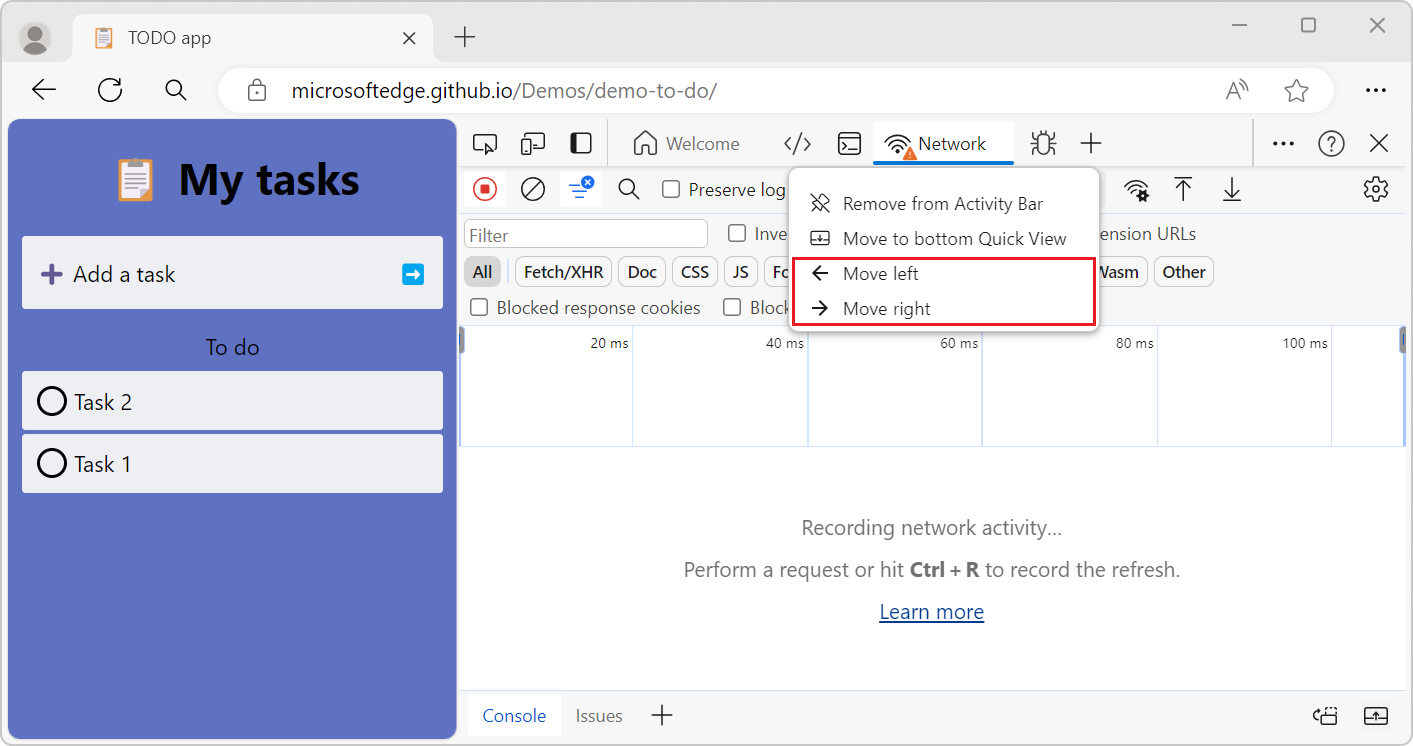 TODO app
microsoftedge.github.io/Demos/demo-to-do/
My tasks
Add a task
To do
Task 2
Task 1
Welcome
Network
Preserve log
Remove from Activity Bar
Move to bottom Quick View
Move left
Move right
Filter
Inve
ension URLs
All Fetch/XHR Doc CSS JS Fo Wasm Other
Blocked response cookies Block
20 ms 40 ms 60 ms 80 ms 100 ms
Recording network activity…
Perform a request or hit Ctrl + R to record the refresh.
Learn more
Console Issues